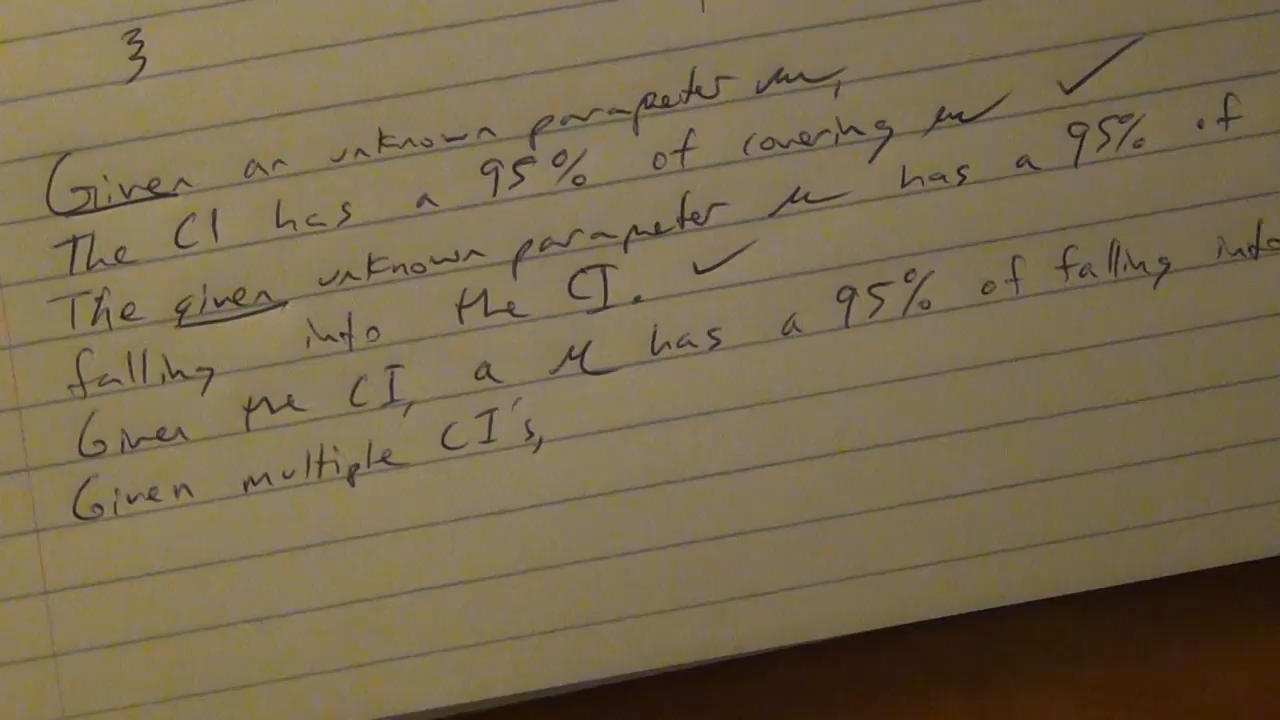 3
Given an unknown parameter μ,
The CI has a 95% of covering μ ✓
The given unknown parameter μ has a 95% of
falling into the CI. ✓
Given the CI, a μ has a 95% of falling into
Given multiple CI's,